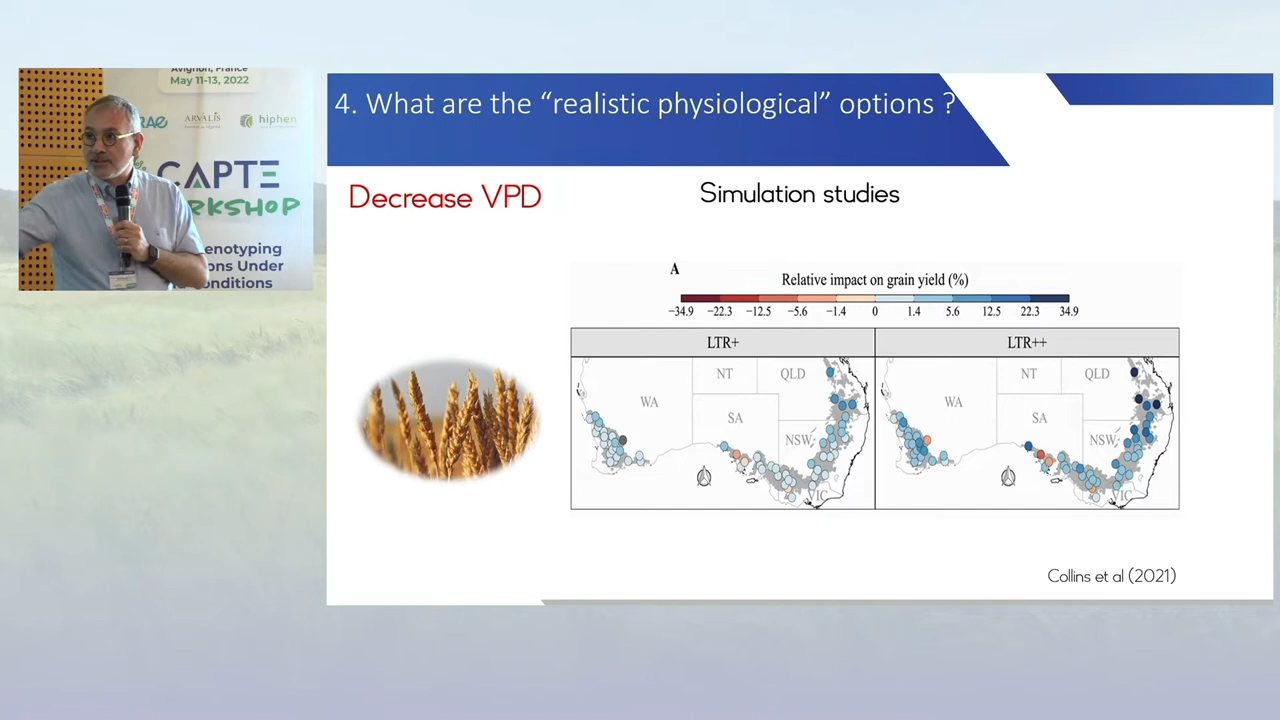 Avignon, France
May 11-13, 2022
RAE
ARVALIS
hiphen
CAPTE
RKSHOP
enotyping
ons Under
onditions
4. What are the “realistic physiological” options ?
Decrease VPD
Simulation studies
A
Relative impact on grain yield (%)
−34.9 −22.3 −12.5 −5.6 −1.4 0 1.4 5.6 12.5 22.3 34.9
LTR+
LTR++
WA
NT
QLD
SA
NSW
VIC
WA
NT
QLD
SA
NSW
VIC
Collins et al (2021)